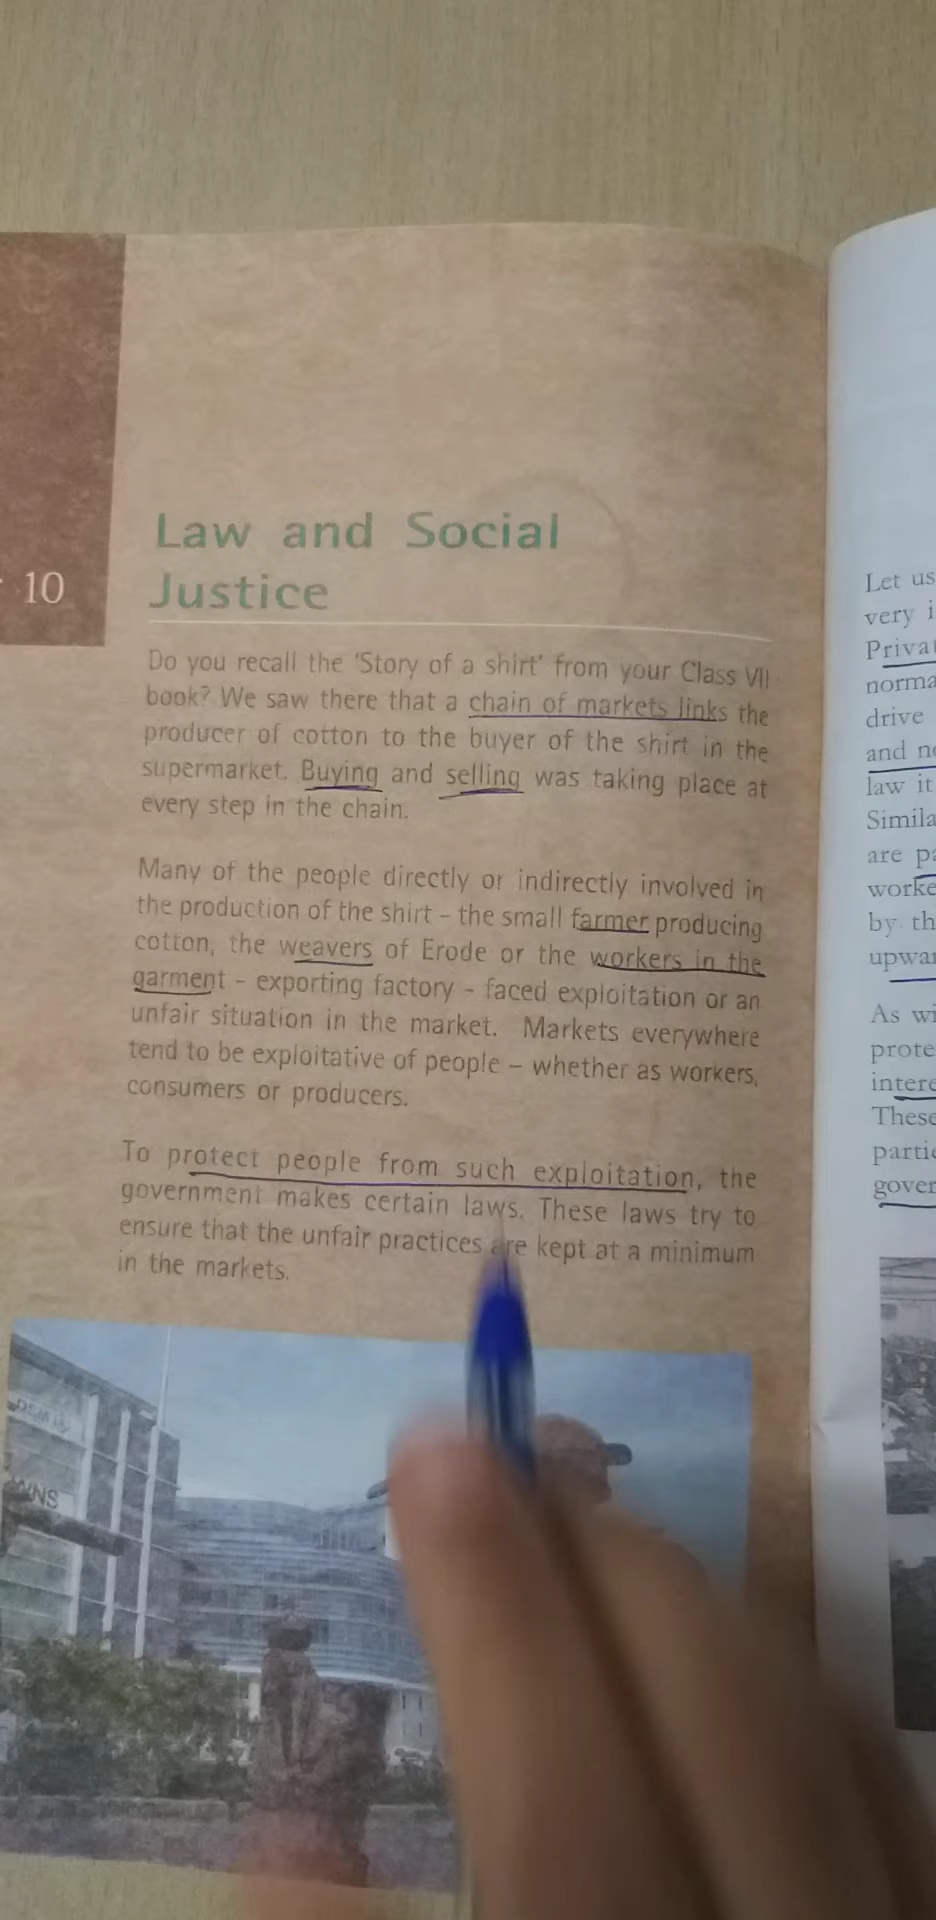 10
Law and Social
Justice
Do you recall the 'Story of a shirt' from your Class VII
book? We saw there that a chain of markets links the
producer of cotton to the buyer of the shirt in the
supermarket. Buying and selling was taking place at
every step in the chain.
Many of the people directly or indirectly involved in
the production of the shirt – the small farmer producing
cotton, the weavers of Erode or the workers in the
garment – exporting factory – faced exploitation or an
unfair situation in the market. Markets everywhere
tend to be exploitative of people – whether as workers,
consumers or producers.
To protect people from such exploitation, the
government makes certain laws. These laws try to
ensure that the unfair practices are kept at a minimum
in the markets.
Let us
very i
Privat
norma
drive
and no
law it
Simila
are pa
worke
by th
upwar
As wi
prote
intere
These
partic
gover